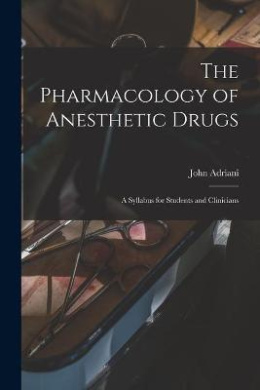 The
Pharmacology of
Anesthetic Drugs
John Adriani
A Syllabus for Students and Clinicians